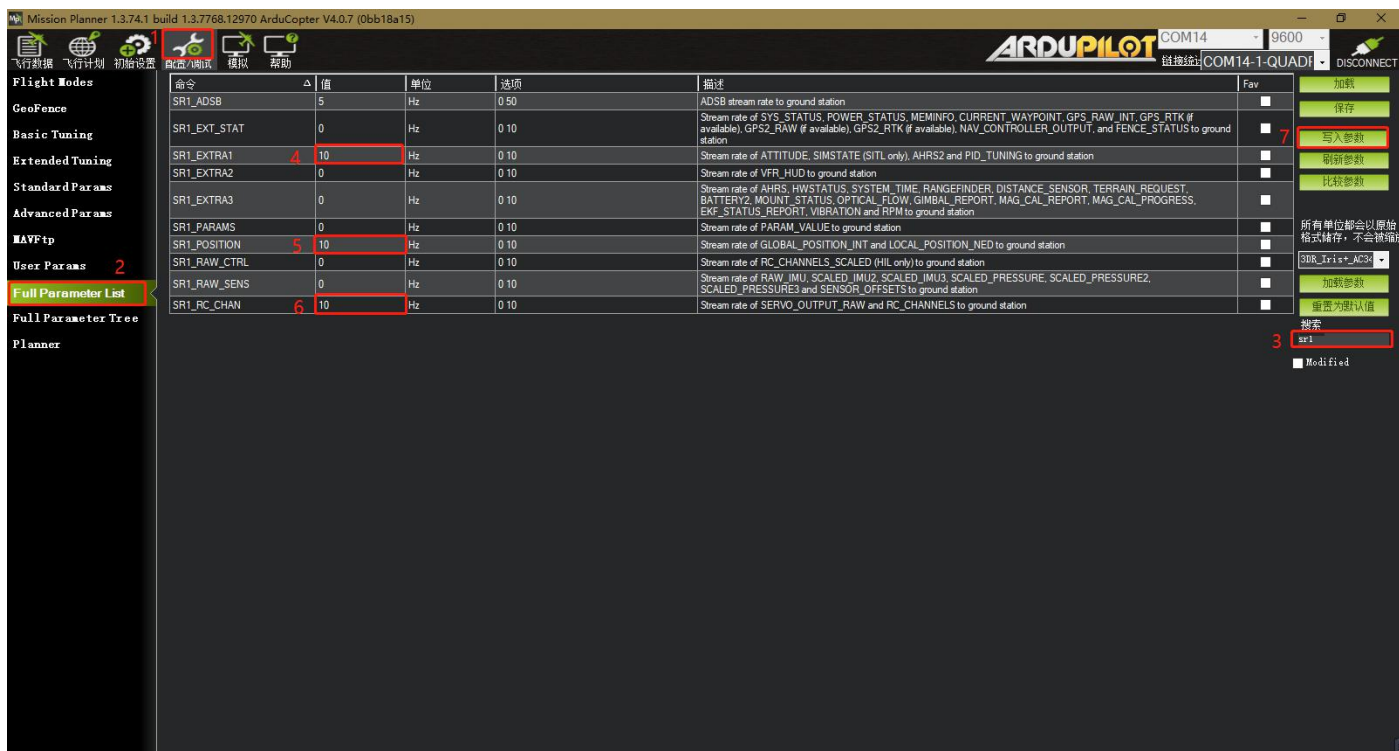 Mission Planner 1.3.74.1 build 1.3.7768.12970 ArduCopter V4.0.7 (0bb18a15)
1
飞行数据 飞行计划 初始设置 配置/调试 模拟 帮助
ARDUPILOT
COM14 9600
链接统计 COM14-1-QUADR
DISCONNECT
Flight Modes
GeoFence
Basic Tuning
Extended Tuning
Standard Params
Advanced Params
MAVFtp
User Params
2
Full Parameter List
Full Parameter Tree
Planner
命令 值 单位 选项 描述 Fav
SR1_ADSB 5 Hz 0 50 ADSB stream rate to ground station
SR1_EXT_STAT 0 Hz 0 10 Stream rate of SYS_STATUS, POWER_STATUS, MEMINFO, CURRENT_WAYPOINT, GPS_RAW_INT, GPS_RTK (if
available), GPS2_RAW (if available), GPS2_RTK (if available), NAV_CONTROLLER_OUTPUT, and FENCE_STATUS to ground
station
SR1_EXTRA1 4 10 Hz 0 10 Stream rate of ATTITUDE, SIMSTATE (SITL only), AHRS2 and PID_TUNING to ground station
SR1_EXTRA2 0 Hz 0 10 Stream rate of VFR_HUD to ground station
SR1_EXTRA3 0 Hz 0 10 Stream rate of AHRS, HWSTATUS, SYSTEM_TIME, RANGEFINDER, DISTANCE_SENSOR, TERRAIN_REQUEST,
BATTERY2, MOUNT_STATUS, OPTICAL_FLOW, GIMBAL_REPORT, MAG_CAL_REPORT, MAG_CAL_PROGRESS,
EKF_STATUS_REPORT, VIBRATION and RPM to ground station
SR1_PARAMS 0 Hz 0 10 Stream rate of PARAM_VALUE to ground station
SR1_POSITION 5 10 Hz 0 10 Stream rate of GLOBAL_POSITION_INT and LOCAL_POSITION_NED to ground station
SR1_RAW_CTRL 0 Hz 0 10 Stream rate of RC_CHANNELS_SCALED (HIL only) to ground station
SR1_RAW_SENS 0 Hz 0 10 Stream rate of RAW_IMU, SCALED_IMU2, SCALED_IMU3, SCALED_PRESSURE, SCALED_PRESSURE2,
SCALED_PRESSURE3 and SENSOR_OFFSETS to ground station
SR1_RC_CHAN 6 10 Hz 0 10 Stream rate of SERVO_OUTPUT_RAW and RC_CHANNELS to ground station
加载
保存
7 写入参数
刷新参数
比较参数
所有单位都会以原始
格式储存，不会被缩
3DR_Iris+_AC34
加载参数
重置为默认值
搜索
3 sr1
Modified